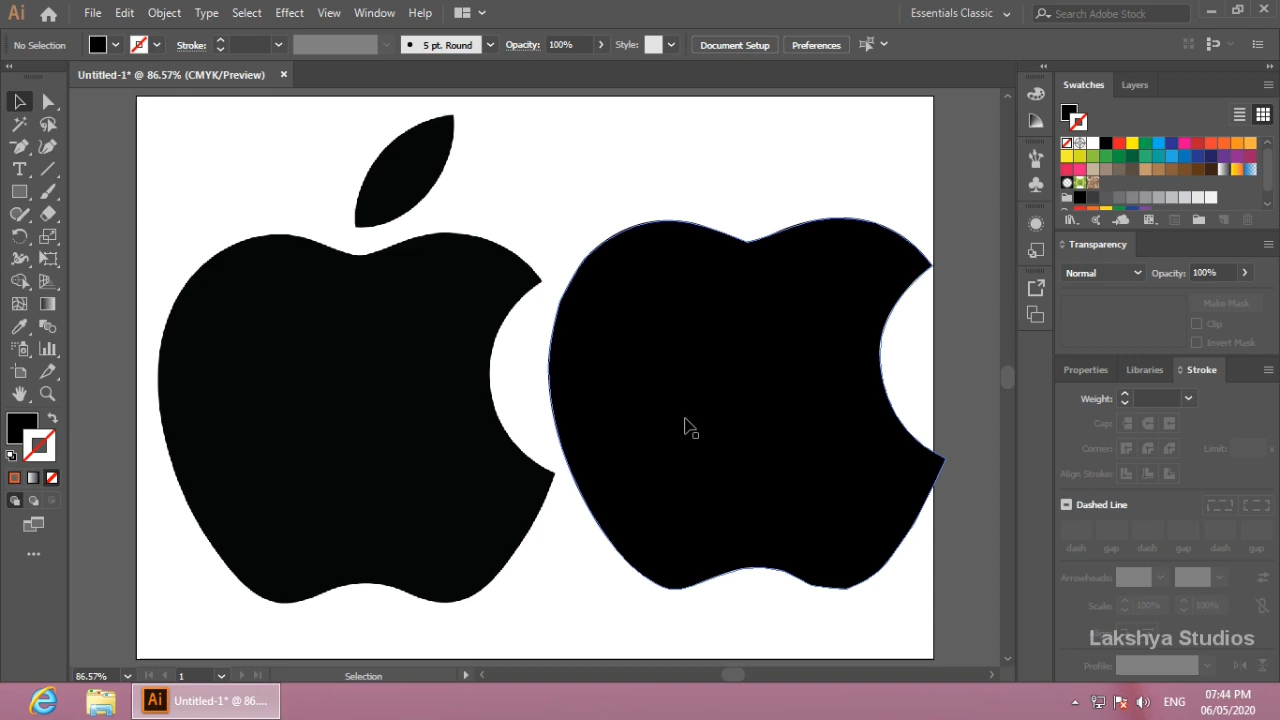 Ai File Edit Object Type Select Effect View Window Help Essentials Classic Search Adobe Stock
No Selection Stroke: 5 pt. Round Opacity: 100% Style: Document Setup Preferences
Untitled-1* @ 86.57% (CMYK/Preview) ×
Swatches Layers
Transparency
Normal Opacity: 100%
Make Mask
Clip
Invert Mask
Properties Libraries Stroke
Weight:
Cap:
Corner: Limit:
Align Stroke:
Dashed Line
dash gap dash gap dash gap
Arrowheads:
Scale: 100% 100%
Lakshya Studios
Profile:
86.57% 1 Selection
Ai Untitled-1* @ 86.... ENG 07:44 PM
06/05/2020